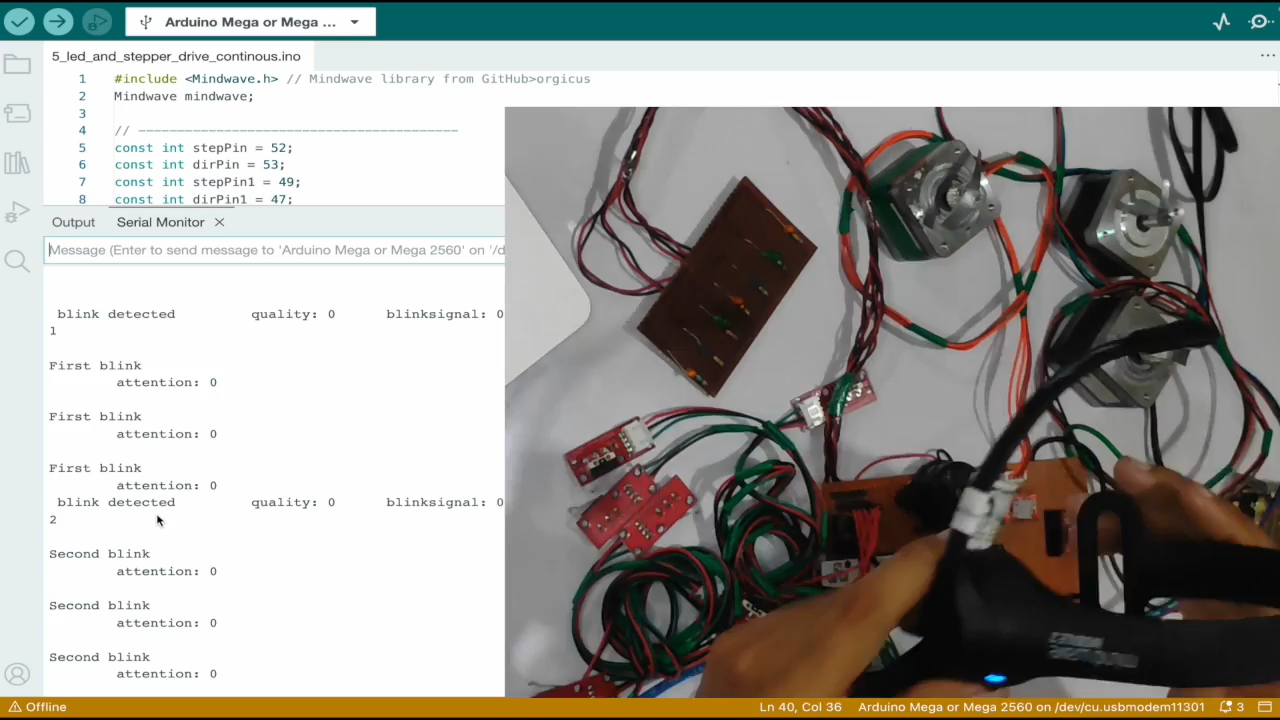 Arduino Mega or Mega ...
5_led_and_stepper_drive_continous.ino
1 #include <Mindwave.h> // Mindwave library from GitHub>orgicus
2 Mindwave mindwave;
3
4 // ----------------------------------------
5 const int stepPin = 52;
6 const int dirPin = 53;
7 const int stepPin1 = 49;
8 const int dirPin1 = 47;
Output Serial Monitor
Message (Enter to send message to 'Arduino Mega or Mega 2560' on '/d
blink detected quality: 0 blinksignal: 0
1
First blink
attention: 0
First blink
attention: 0
First blink
attention: 0
blink detected quality: 0 blinksignal: 0
2
Second blink
attention: 0
Second blink
attention: 0
Second blink
attention: 0
Offline Ln 40, Col 36 Arduino Mega or Mega 2560 on /dev/cu.usbmodem11301 3